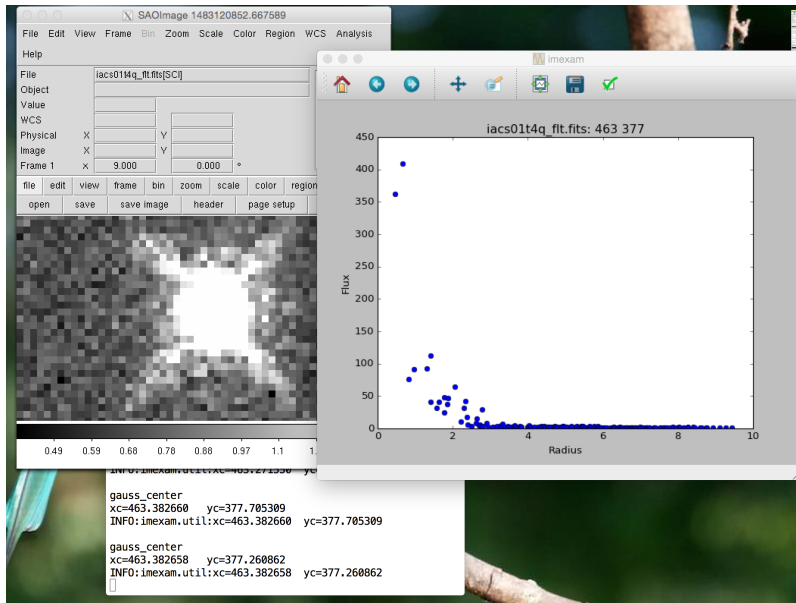 SAOImage 1483120852.667589
File Edit View Frame Bin Zoom Scale Color Region WCS Analysis
Help
File iacs01t4q_flt.fits[SCI]
Object
Value
WCS
Physical X Y
Image X Y
Frame 1 x 9.000 0.000 °
file edit view frame bin zoom scale color region
open save save image header page setup
0.49 0.59 0.68 0.78 0.88 0.97 1.1
INFO:imexam.util:xc=463.271550
gauss_center
xc=463.382660 yc=377.705309
INFO:imexam.util:xc=463.382660 yc=377.705309
gauss_center
xc=463.382658 yc=377.260862
INFO:imexam.util:xc=463.382658 yc=377.260862
imexam
iacs01t4q_flt.fits: 463 377
450
400
350
300
250
200
150
100
50
0
Flux
0 2 4 6 8 10
Radius